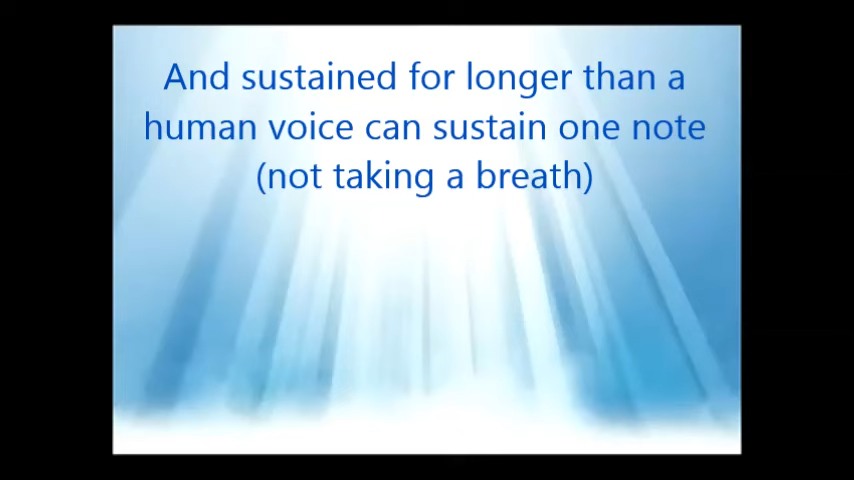 And sustained for longer than a
human voice can sustain one note
(not taking a breath)